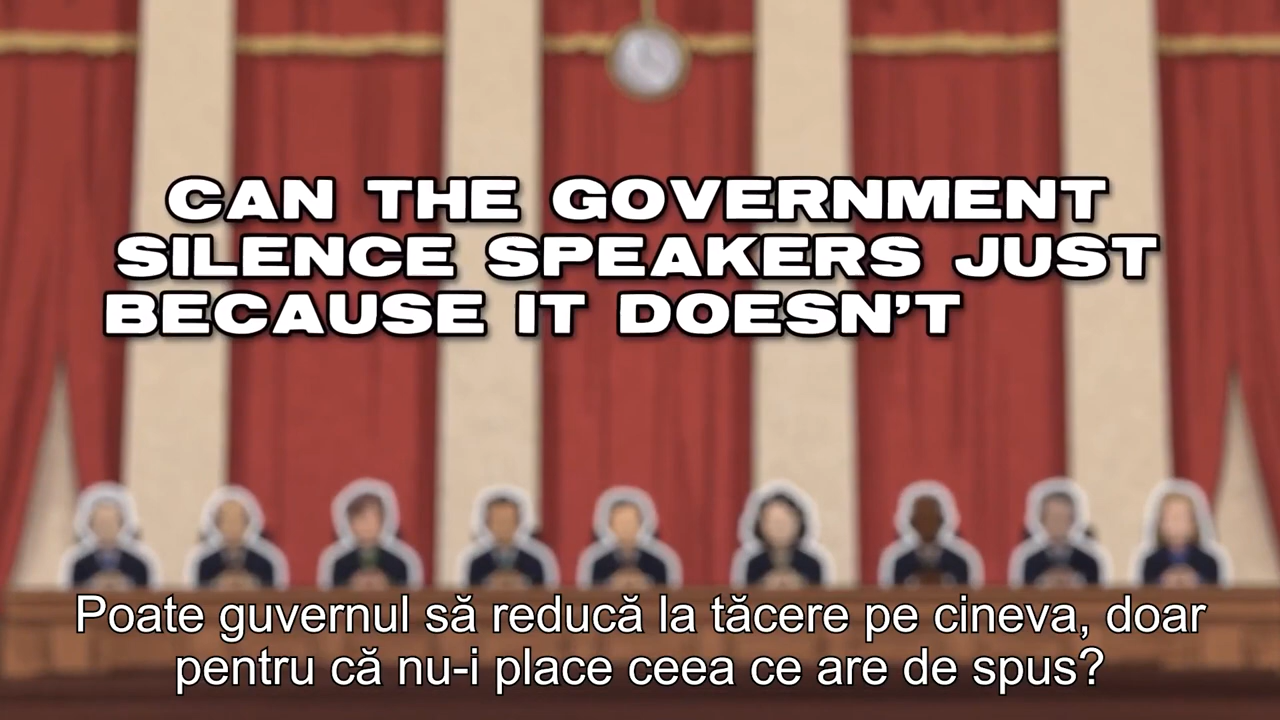 CAN THE GOVERNMENT
SILENCE SPEAKERS JUST
BECAUSE IT DOESN'T
Poate guvernul să reducă la tăcere pe cineva, doar
pentru că nu-i place ceea ce are de spus?